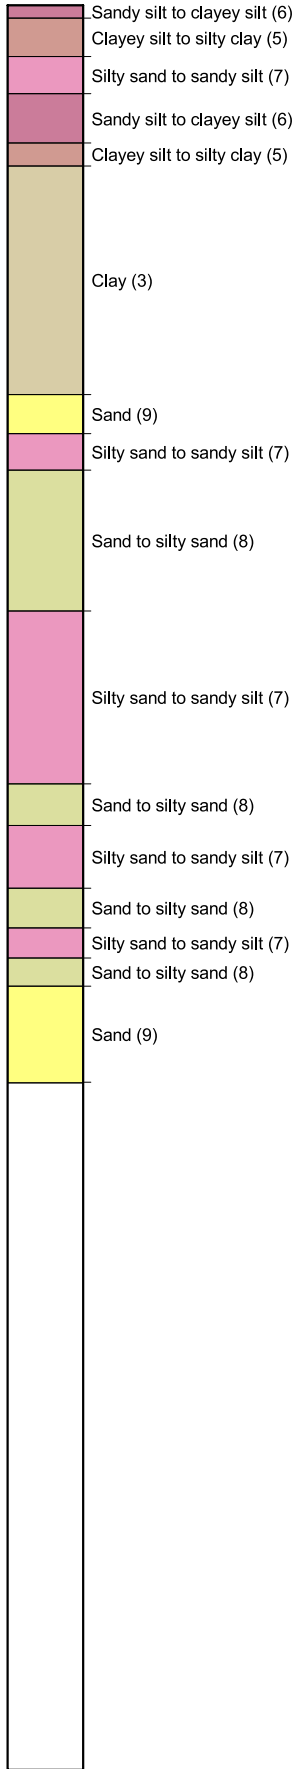 Sandy silt to clayey silt (6)
Clayey silt to silty clay (5)
Silty sand to sandy silt (7)
Sandy silt to clayey silt (6)
Clayey silt to silty clay (5)
Clay (3)
Sand (9)
Silty sand to sandy silt (7)
Sand to silty sand (8)
Silty sand to sandy silt (7)
Sand to silty sand (8)
Silty sand to sandy silt (7)
Sand to silty sand (8)
Silty sand to sandy silt (7)
Sand to silty sand (8)
Sand (9)